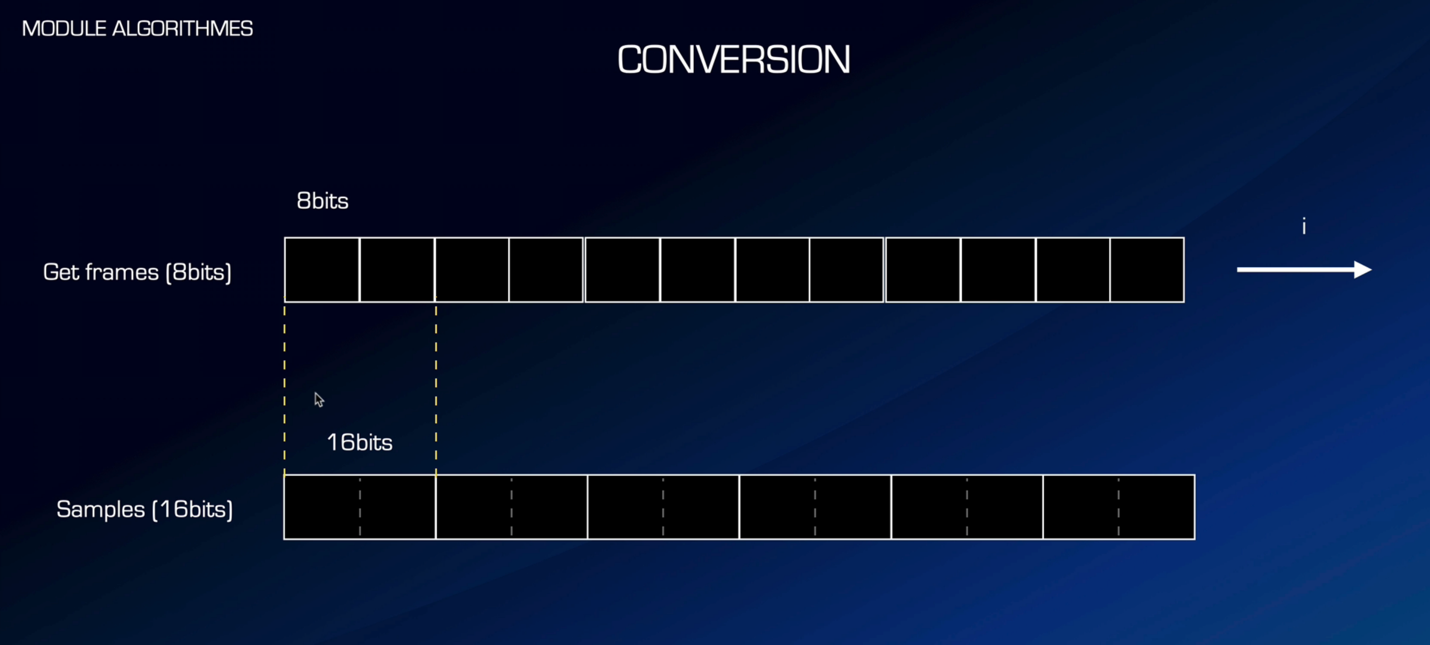 MODULE ALGORITHMES
CONVERSION
8bits
i
Get frames (8bits)
16bits
Samples (16bits)